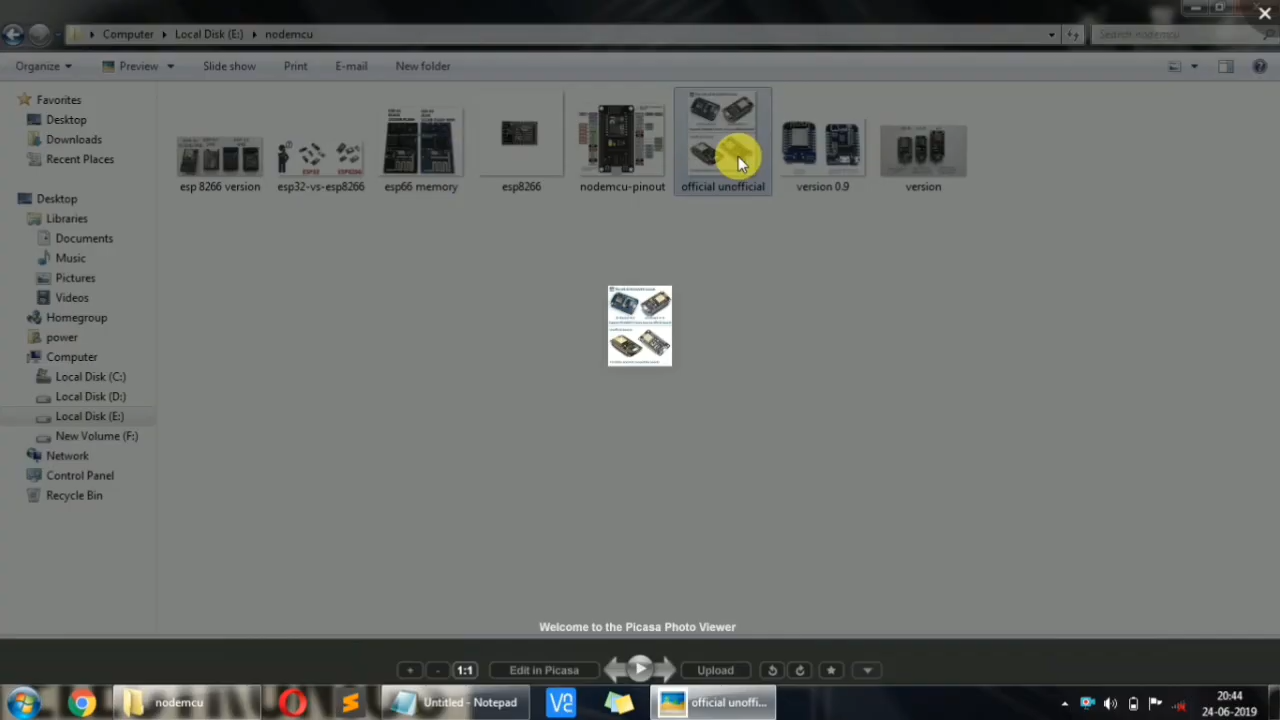 Computer Local Disk (E:) nodemcu
Search nodemcu
Organize Preview Slide show Print E-mail New folder
Favorites
Desktop
Downloads
Recent Places
Desktop
Libraries
Documents
Music
Pictures
Videos
Homegroup
power
Computer
Local Disk (C:)
Local Disk (D:)
Local Disk (E:)
New Volume (F:)
Network
Control Panel
Recycle Bin
esp 8266 version
esp32-vs-esp8266
esp66 memory
esp8266
nodemcu-pinout
official unofficial
version 0.9
version
Welcome to the Picasa Photo Viewer
+ - 1:1 Edit in Picasa Upload
nodemcu
Untitled - Notepad
official unoffi...
20:44
24-06-2019